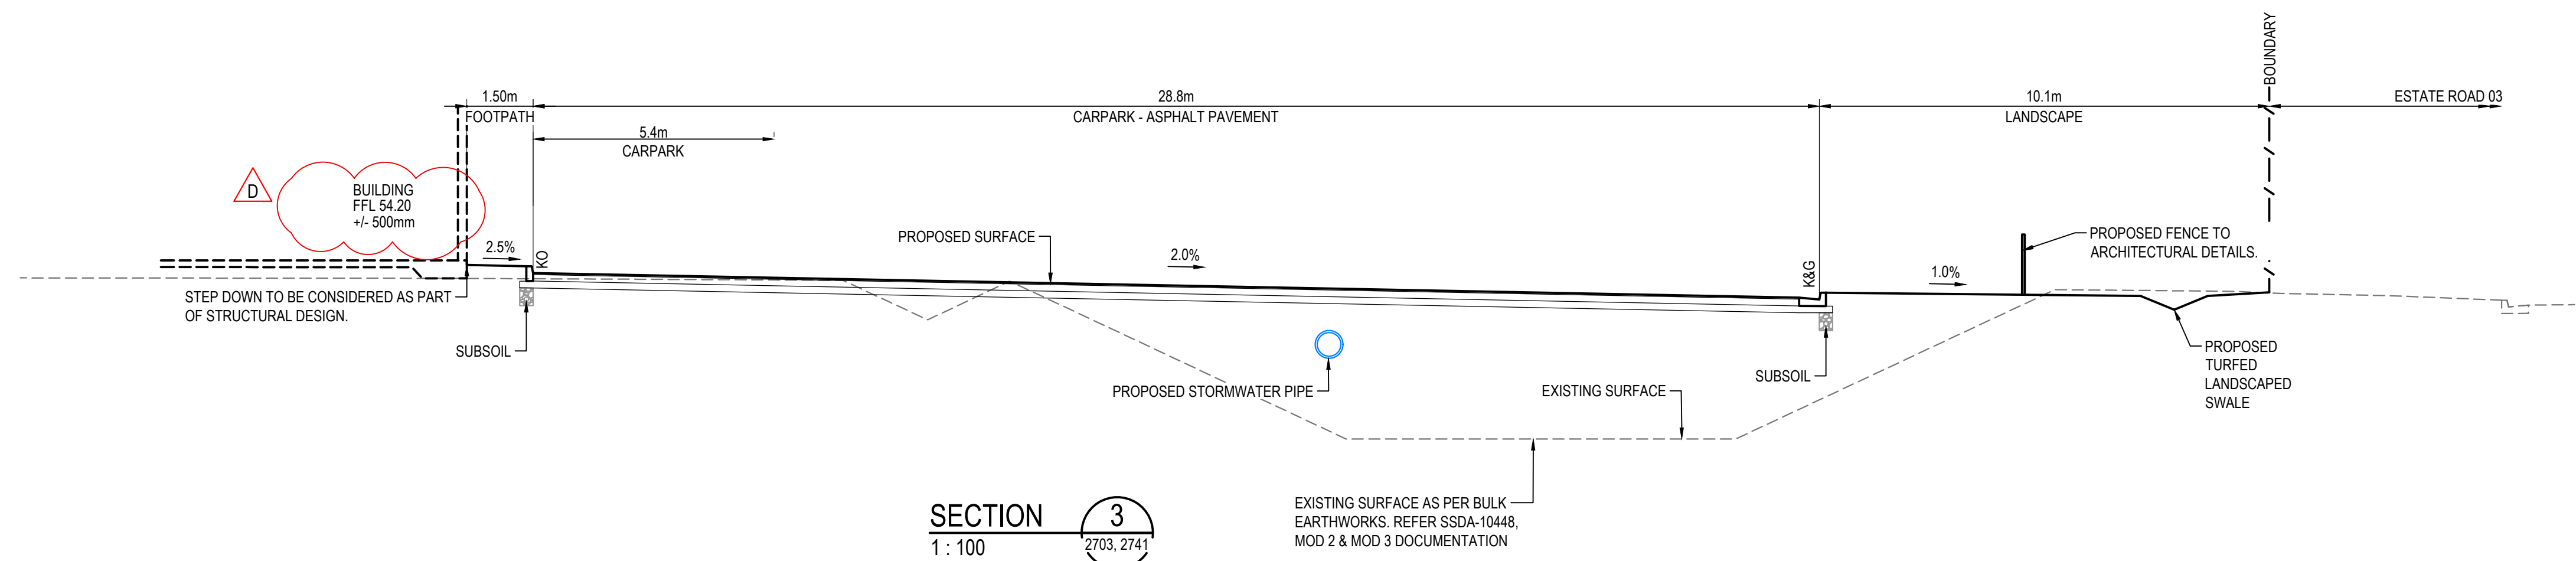 BOUNDARY
1.50m
FOOTPATH
28.8m
CARPARK - ASPHALT PAVEMENT
10.1m
LANDSCAPE
ESTATE ROAD 03
5.4m
CARPARK
D
BUILDING
FFL 54.20
+/- 500mm
2.5%
KO
PROPOSED SURFACE
2.0%
K&G
1.0%
PROPOSED FENCE TO
ARCHITECTURAL DETAILS.
STEP DOWN TO BE CONSIDERED AS PART
OF STRUCTURAL DESIGN.
SUBSOIL
PROPOSED STORMWATER PIPE
EXISTING SURFACE
SUBSOIL
PROPOSED
TURFED
LANDSCAPED
SWALE
SECTION
3
1 : 100
2703, 2741
EXISTING SURFACE AS PER BULK
EARTHWORKS. REFER SSDA-10448,
MOD 2 & MOD 3 DOCUMENTATION